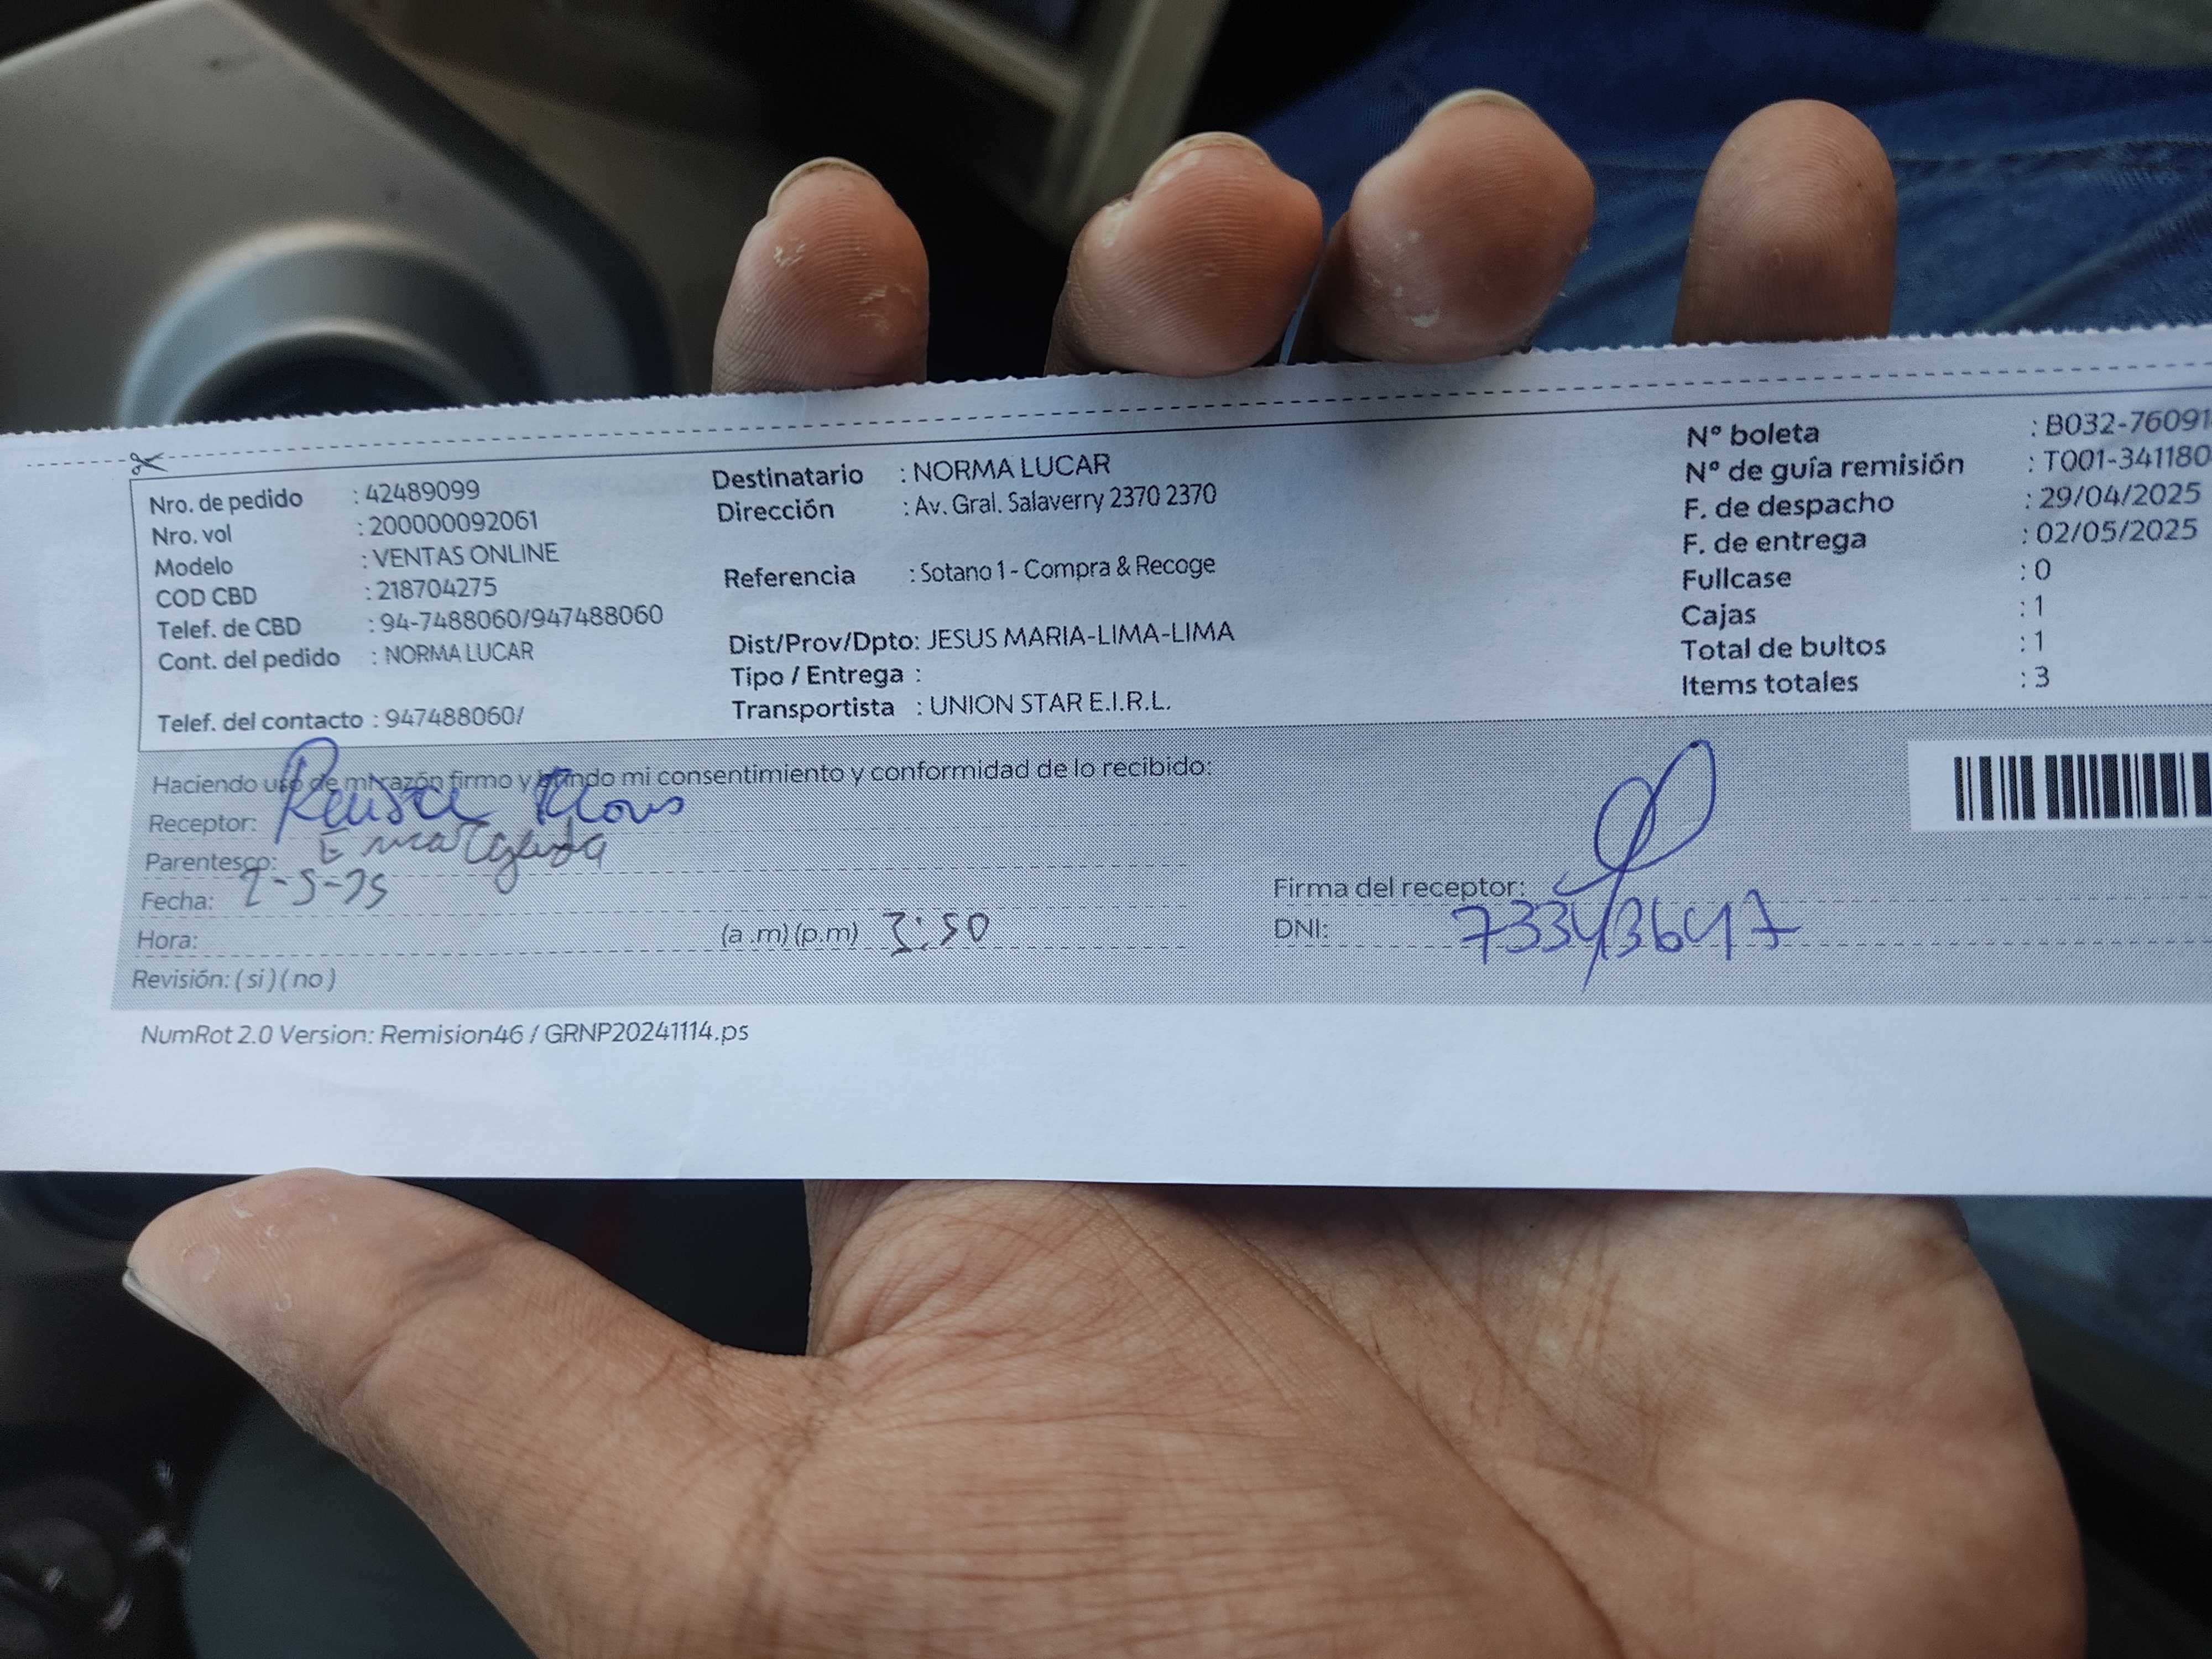 Nro. de pedido : 42489099
Nro. vol : 200000092061
Modelo : VENTAS ONLINE
COD CBD : 218704275
Telef. de CBD : 94-7488060/947488060
Cont. del pedido : NORMA LUCAR
Telef. del contacto : 947488060/
Destinatario : NORMA LUCAR
Dirección : Av. Gral. Salaverry 2370 2370
Referencia : Sotano 1 - Compra & Recoge
Dist/Prov/Dpto: JESUS MARIA-LIMA-LIMA
Tipo / Entrega :
Transportista : UNION STAR E.I.R.L.
Nº boleta : B032-76091
Nº de guía remisión : T001-341180
F. de despacho : 29/04/2025
F. de entrega : 02/05/2025
Fullcase : 0
Cajas : 1
Total de bultos : 1
Items totales : 3
Haciendo uso de mi razón firmo y brindo mi consentimiento y conformidad de lo recibido:
Receptor:
Parentesco: Encargada
Fecha: 2-5-25
Hora: (a.m) (p.m) 3:50
Revisión: ( si ) ( no )
Firma del receptor:
DNI: 73343647
NumRot 2.0 Version: Remision46 / GRNP20241114.ps